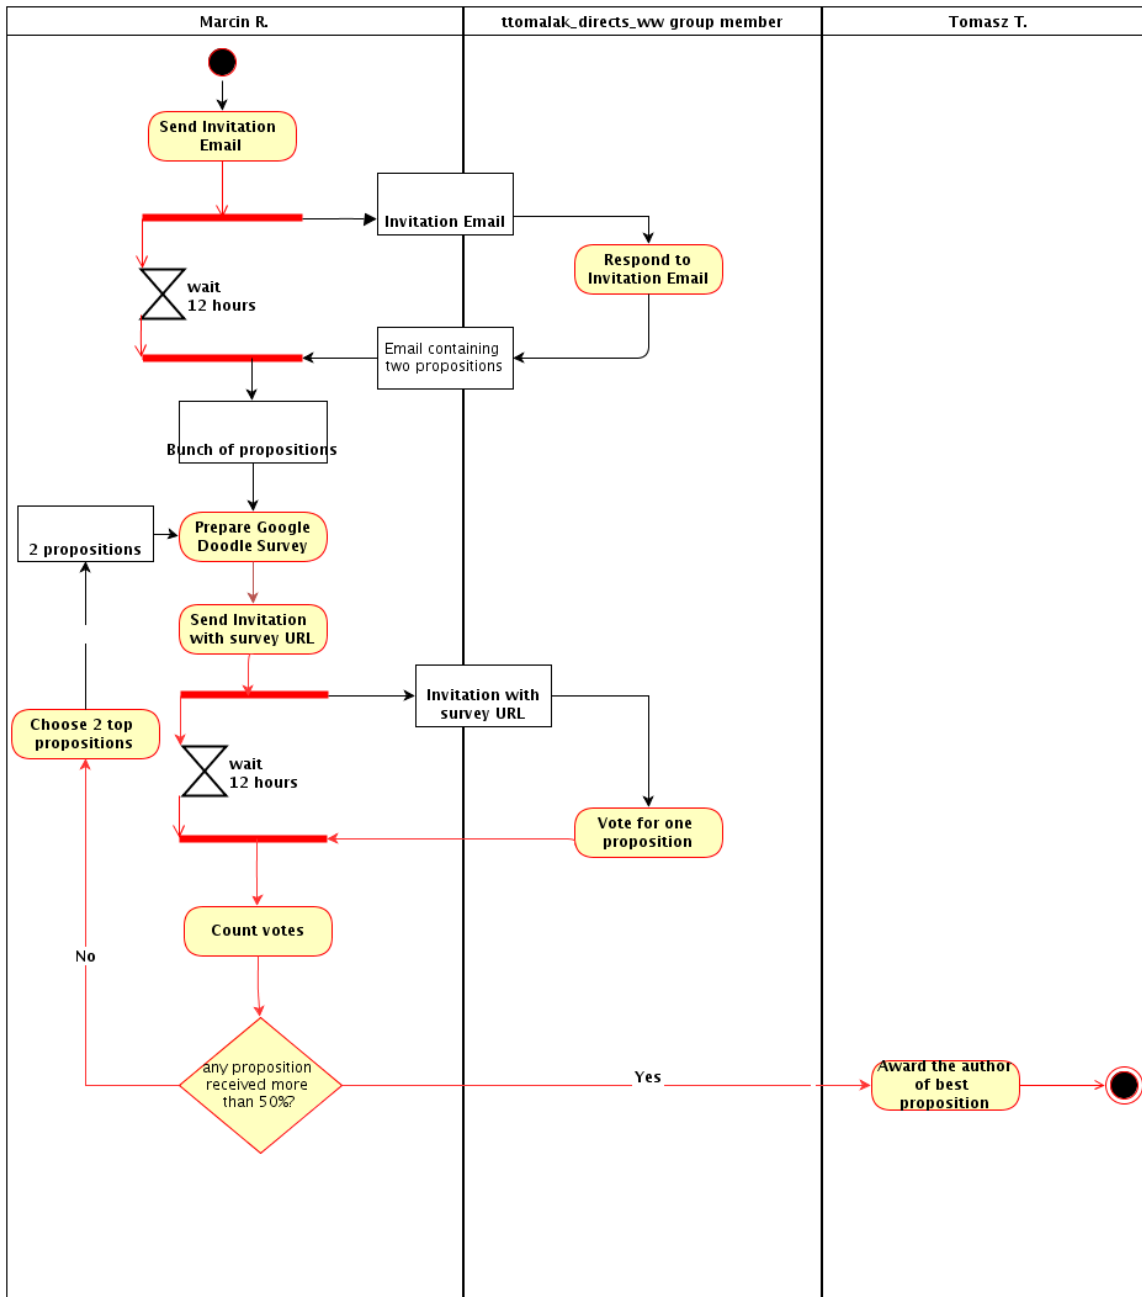 Marcin R.
ttomalak_directs_ww group member
Tomasz T.
Send Invitation
Email
Invitation Email
Respond to
Invitation Email
wait
12 hours
Email containing
two propositions
Bunch of propositions
2 propositions
Prepare Google
Doodle Survey
Send Invitation
with survey URL
Invitation with
survey URL
Choose 2 top
propositions
wait
12 hours
Vote for one
proposition
Count votes
No
any proposition
received more
than 50%?
Yes
Award the author
of best
proposition